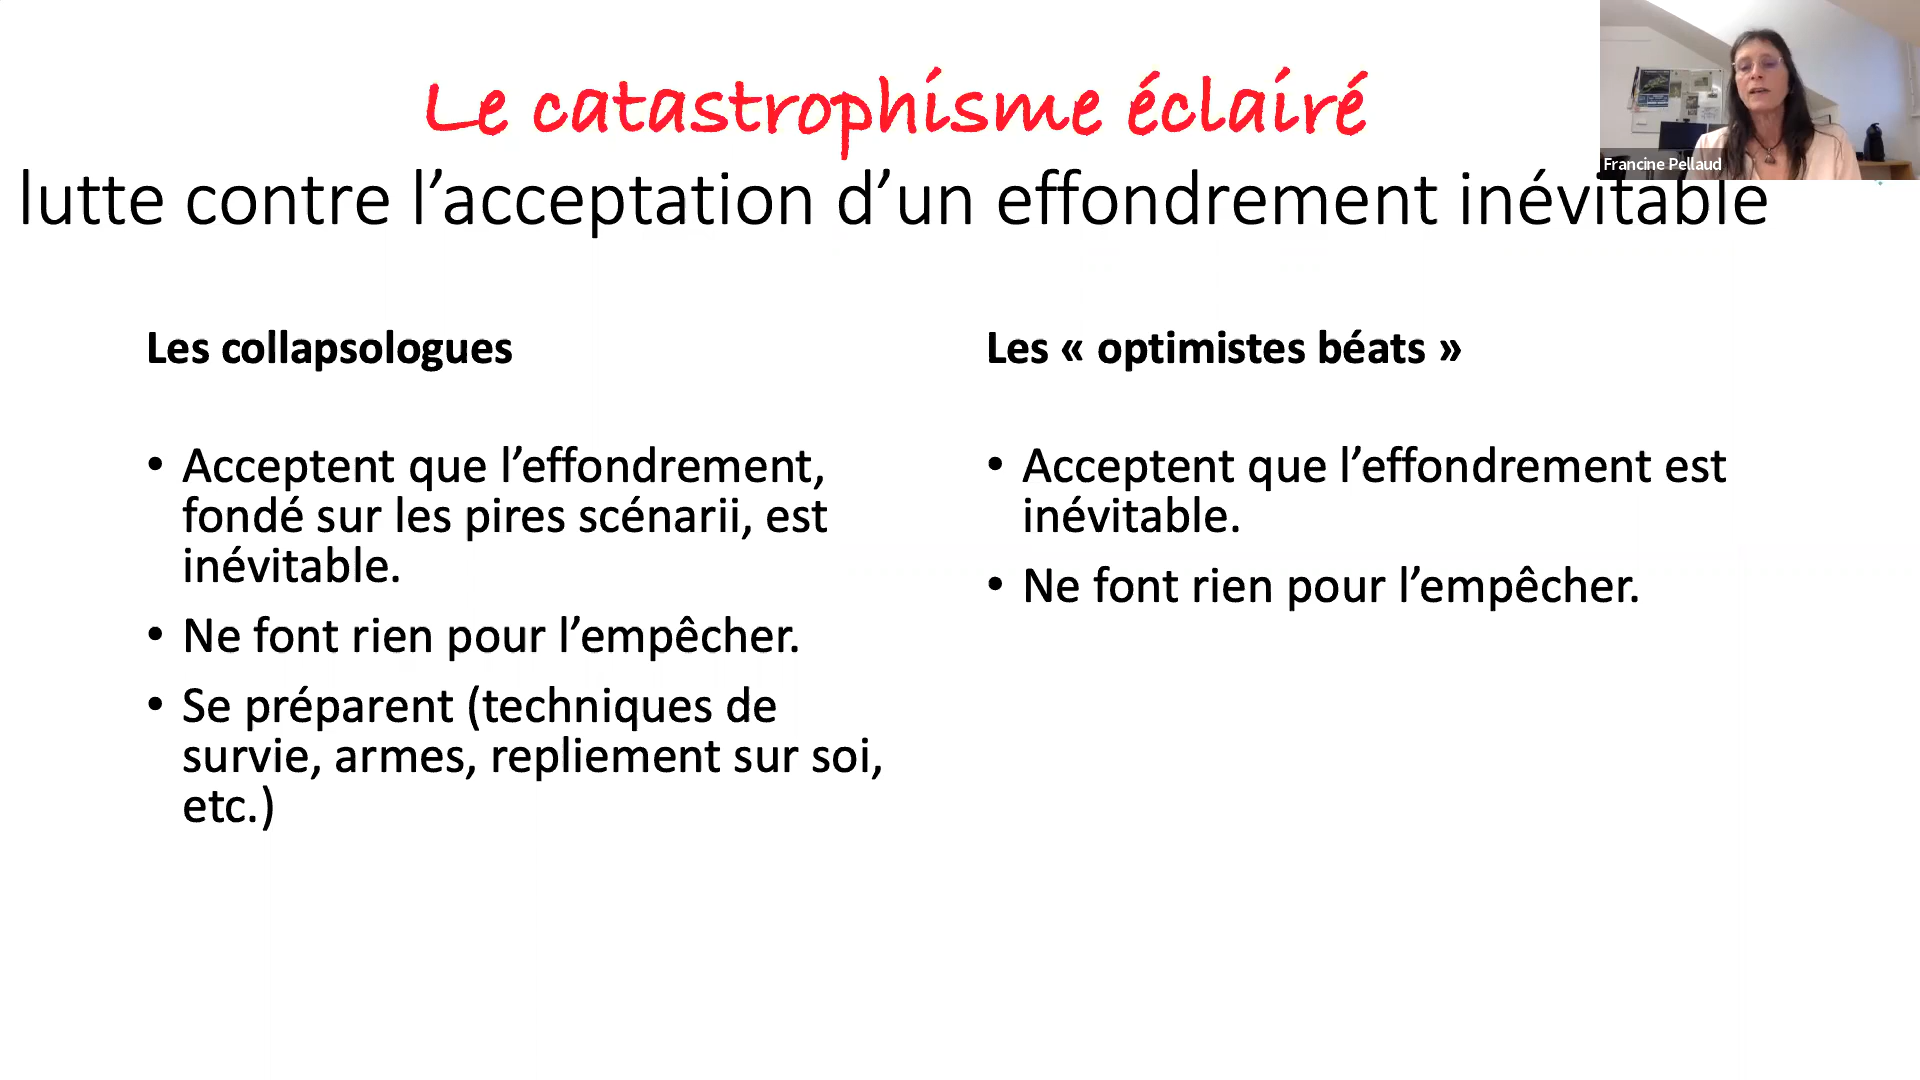 Le catastrophisme éclairé
lutte contre l’acceptation d’un effondrement inévitable
Francine Pellaud
Les collapsologues
• Acceptent que l’effondrement,
fondé sur les pires scénarii, est
inévitable.
• Ne font rien pour l’empêcher.
• Se préparent (techniques de
survie, armes, repliement sur soi,
etc.)
Les « optimistes béats »
• Acceptent que l’effondrement est
inévitable.
• Ne font rien pour l’empêcher.